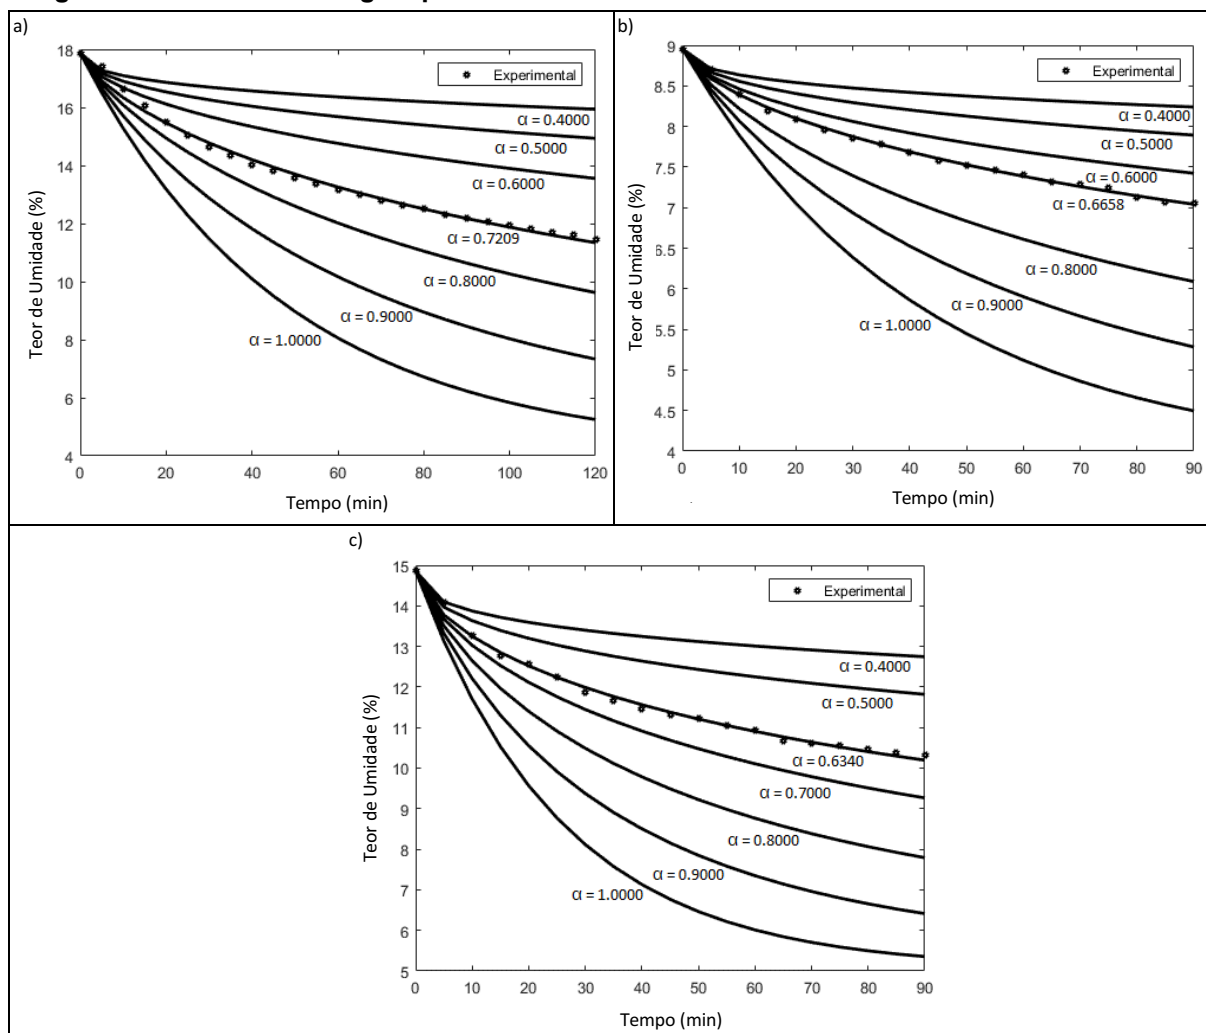 a)
18
16
14
12
10
8
6
4
Teor de Umidade (%)
Experimental
α = 0.4000
α = 0.5000
α = 0.6000
α = 0.7209
α = 0.8000
α = 0.9000
α = 1.0000
0 20 40 60 80 100 120
Tempo (min)
b)
9
8.5
8
7.5
7
6.5
6
5.5
5
4.5
4
Teor de Umidade (%)
Experimental
α = 0.4000
α = 0.5000
α = 0.6000
α = 0.6658
α = 0.8000
α = 0.9000
α = 1.0000
0 10 20 30 40 50 60 70 80 90
Tempo (min)
c)
15
14
13
12
11
10
9
8
7
6
5
Teor de Umidade (%)
Experimental
α = 0.4000
α = 0.5000
α = 0.6340
α = 0.7000
α = 0.8000
α = 0.9000
α = 1.0000
0 10 20 30 40 50 60 70 80 90
Tempo (min)